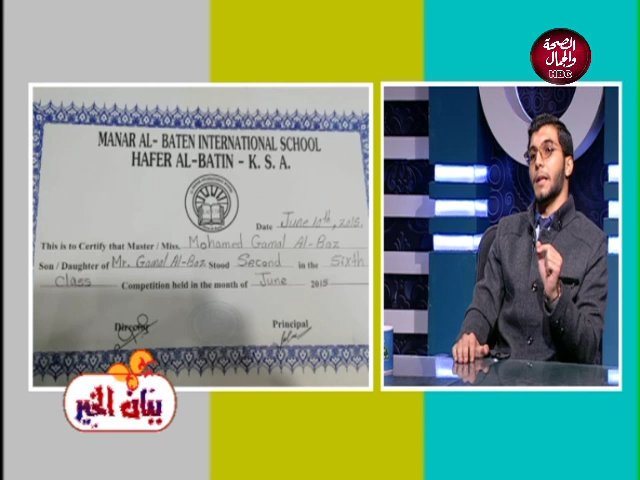 الصحة
والجمال
HBC
MANAR AL- BATEN INTERNATIONAL SCHOOL
HAFER AL-BATIN - K. S. A.
Date June 10th, 2015.
This is to Certify that Master / Miss. Mohamed Gamal Al-Baz
Son / Daughter of Mr. Gamal Al-Baz Stood Second in the Sixth
Class Competition held in the month of June 2015
Director
Principal
بيان الخير